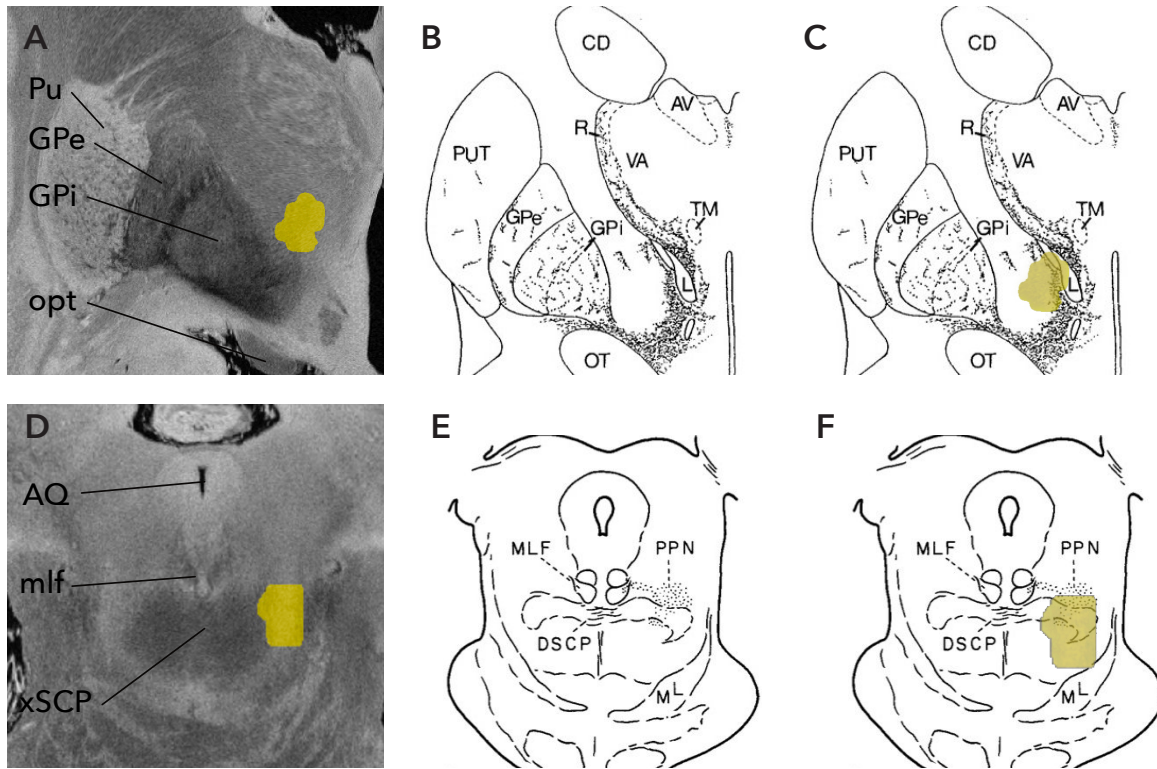 A
Pu
GPe
GPi
opt
B
CD
AV
R
PUT
VA
GPe
TM
GPi
L
OT
C
CD
AV
R
PUT
VA
GPe
TM
GPi
L
OT
D
AQ
mlf
xSCP
E
MLF
PPN
DSCP
ML
F
MLF
PPN
DSCP
ML